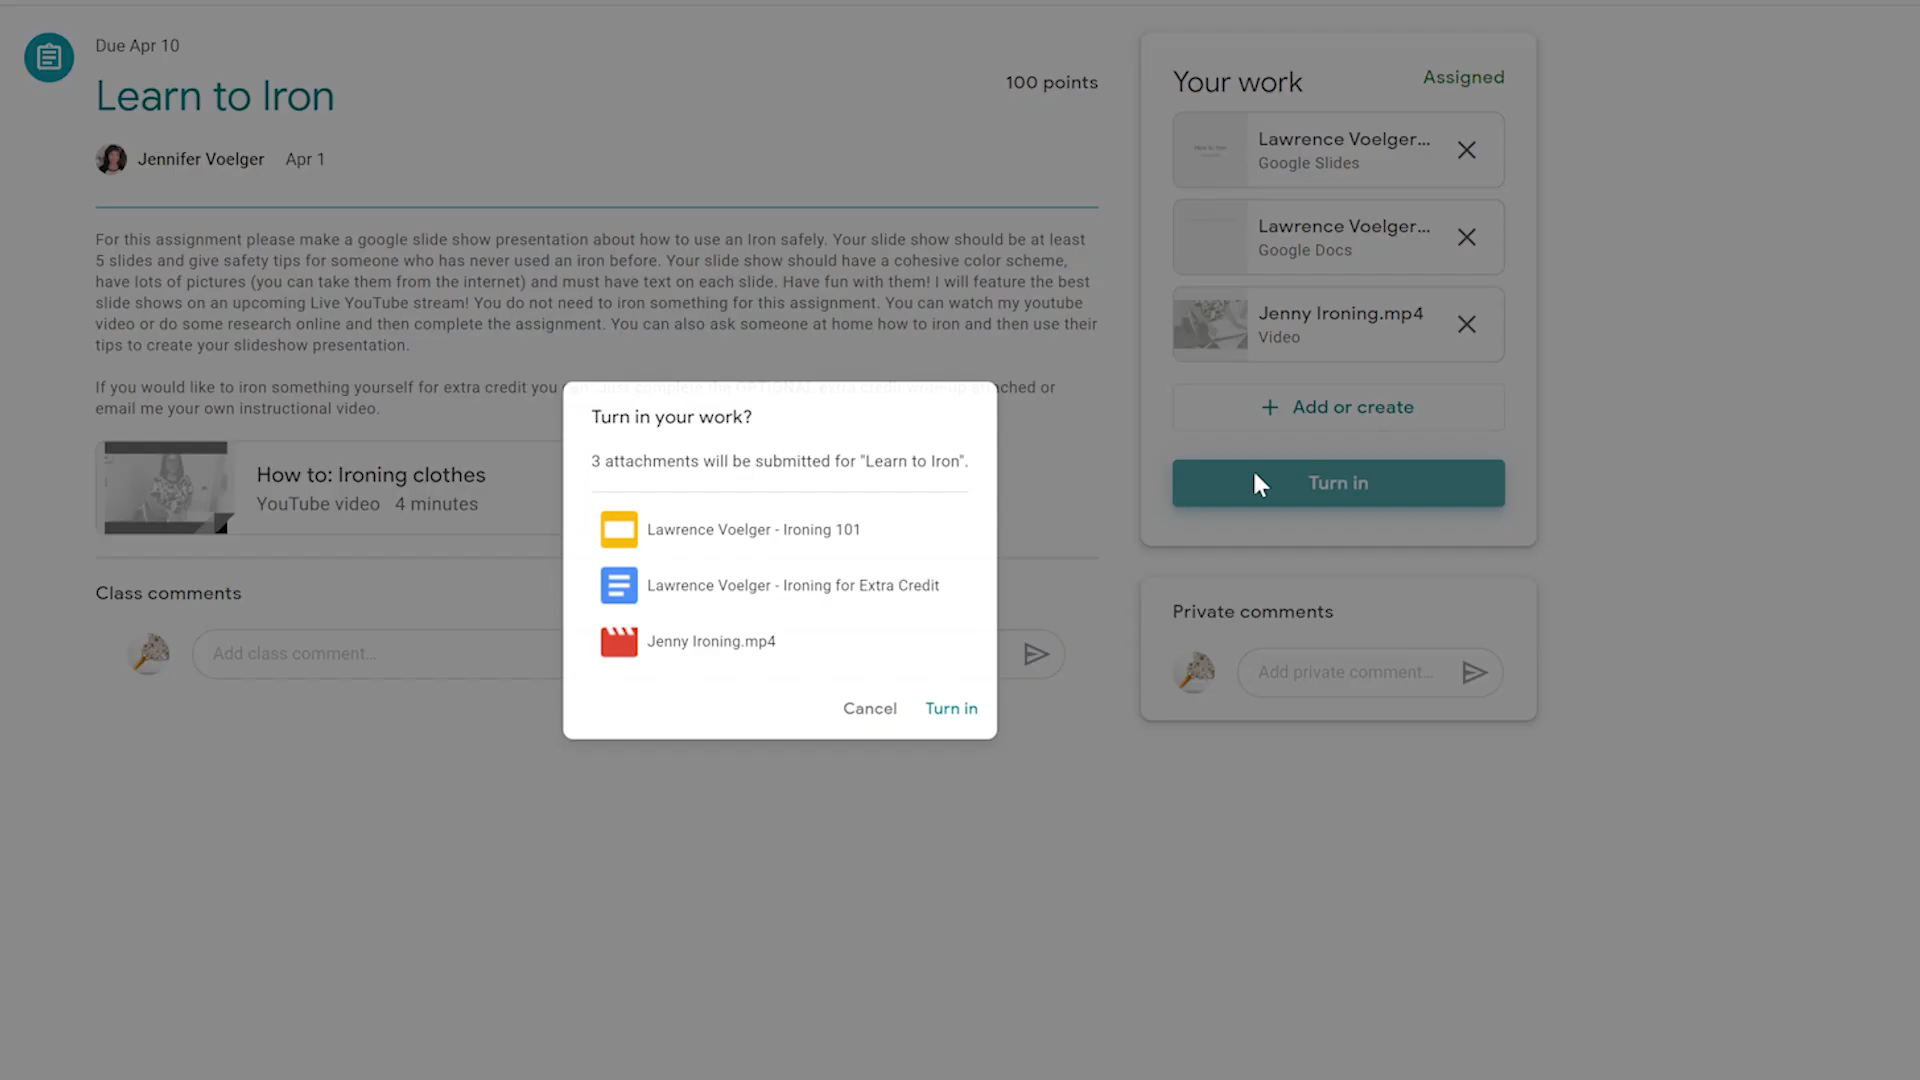 Due Apr 10
Learn to Iron
100 points
Jennifer Voelger Apr 1
For this assignment please make a google slide show presentation about how to use an Iron safely. Your slide show should be at least
5 slides and give safety tips for someone who has never used an iron before. Your slide show should have a cohesive color scheme,
have lots of pictures (you can take them from the internet) and must have text on each slide. Have fun with them! I will feature the best
slide shows on an upcoming Live YouTube stream! You do not need to iron something for this assignment. You can watch my youtube
video or do some research online and then complete the assignment. You can also ask someone at home how to iron and then use their
tips to create your slideshow presentation.
If you would like to iron something yourself for extra credit you can. Just complete the OPTIONAL extra credit write-up attached or
email me your own instructional video.
How to: Ironing clothes
YouTube video 4 minutes
Class comments
Add class comment...
Turn in your work?
3 attachments will be submitted for "Learn to Iron".
Lawrence Voelger - Ironing 101
Lawrence Voelger - Ironing for Extra Credit
Jenny Ironing.mp4
Cancel Turn in
Your work Assigned
Lawrence Voelger...
Google Slides
Lawrence Voelger...
Google Docs
Jenny Ironing.mp4
Video
+ Add or create
Turn in
Private comments
Add private comment...